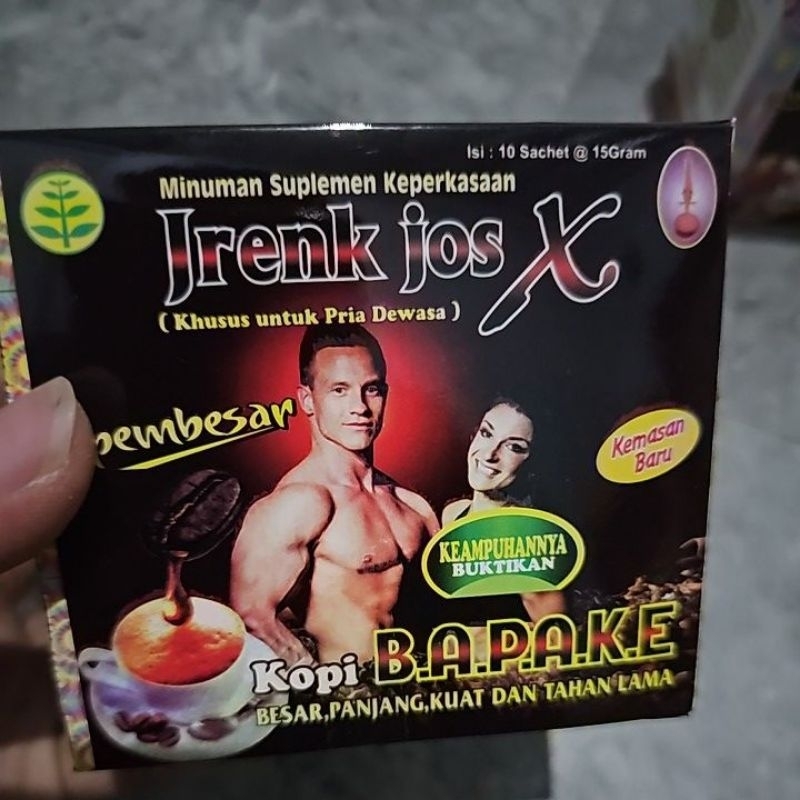 Isi : 10 Sachet @ 15Gram
Minuman Suplemen Keperkasaan
Jrenk jos X
( Khusus untuk Pria Dewasa )
pembesar
Kemasan
Baru
KEAMPUHANNYA
BUKTIKAN
Kopi B.A.P.A.K.E
BESAR,PANJANG,KUAT DAN TAHAN LAMA